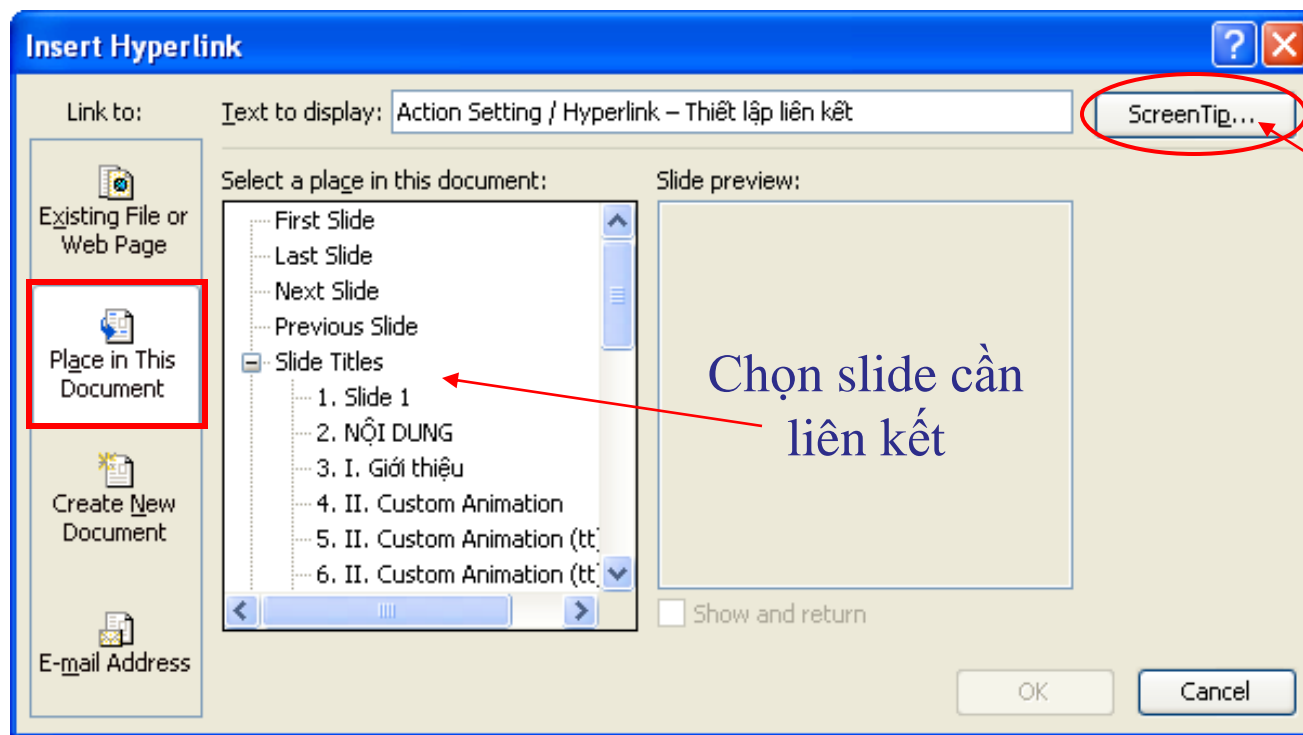 Insert Hyperlink
Link to:
Text to display: Action Setting / Hyperlink – Thiết lập liên kết
ScreenTip...
Existing File or
Web Page
Place in This
Document
Create New
Document
E-mail Address
Select a place in this document:
First Slide
Last Slide
Next Slide
Previous Slide
Slide Titles
1. Slide 1
2. NỘI DUNG
3. I. Giới thiệu
4. II. Custom Animation
5. II. Custom Animation (tt)
6. II. Custom Animation (tt)
Slide preview:
Chọn slide cần
liên kết
Show and return
OK
Cancel